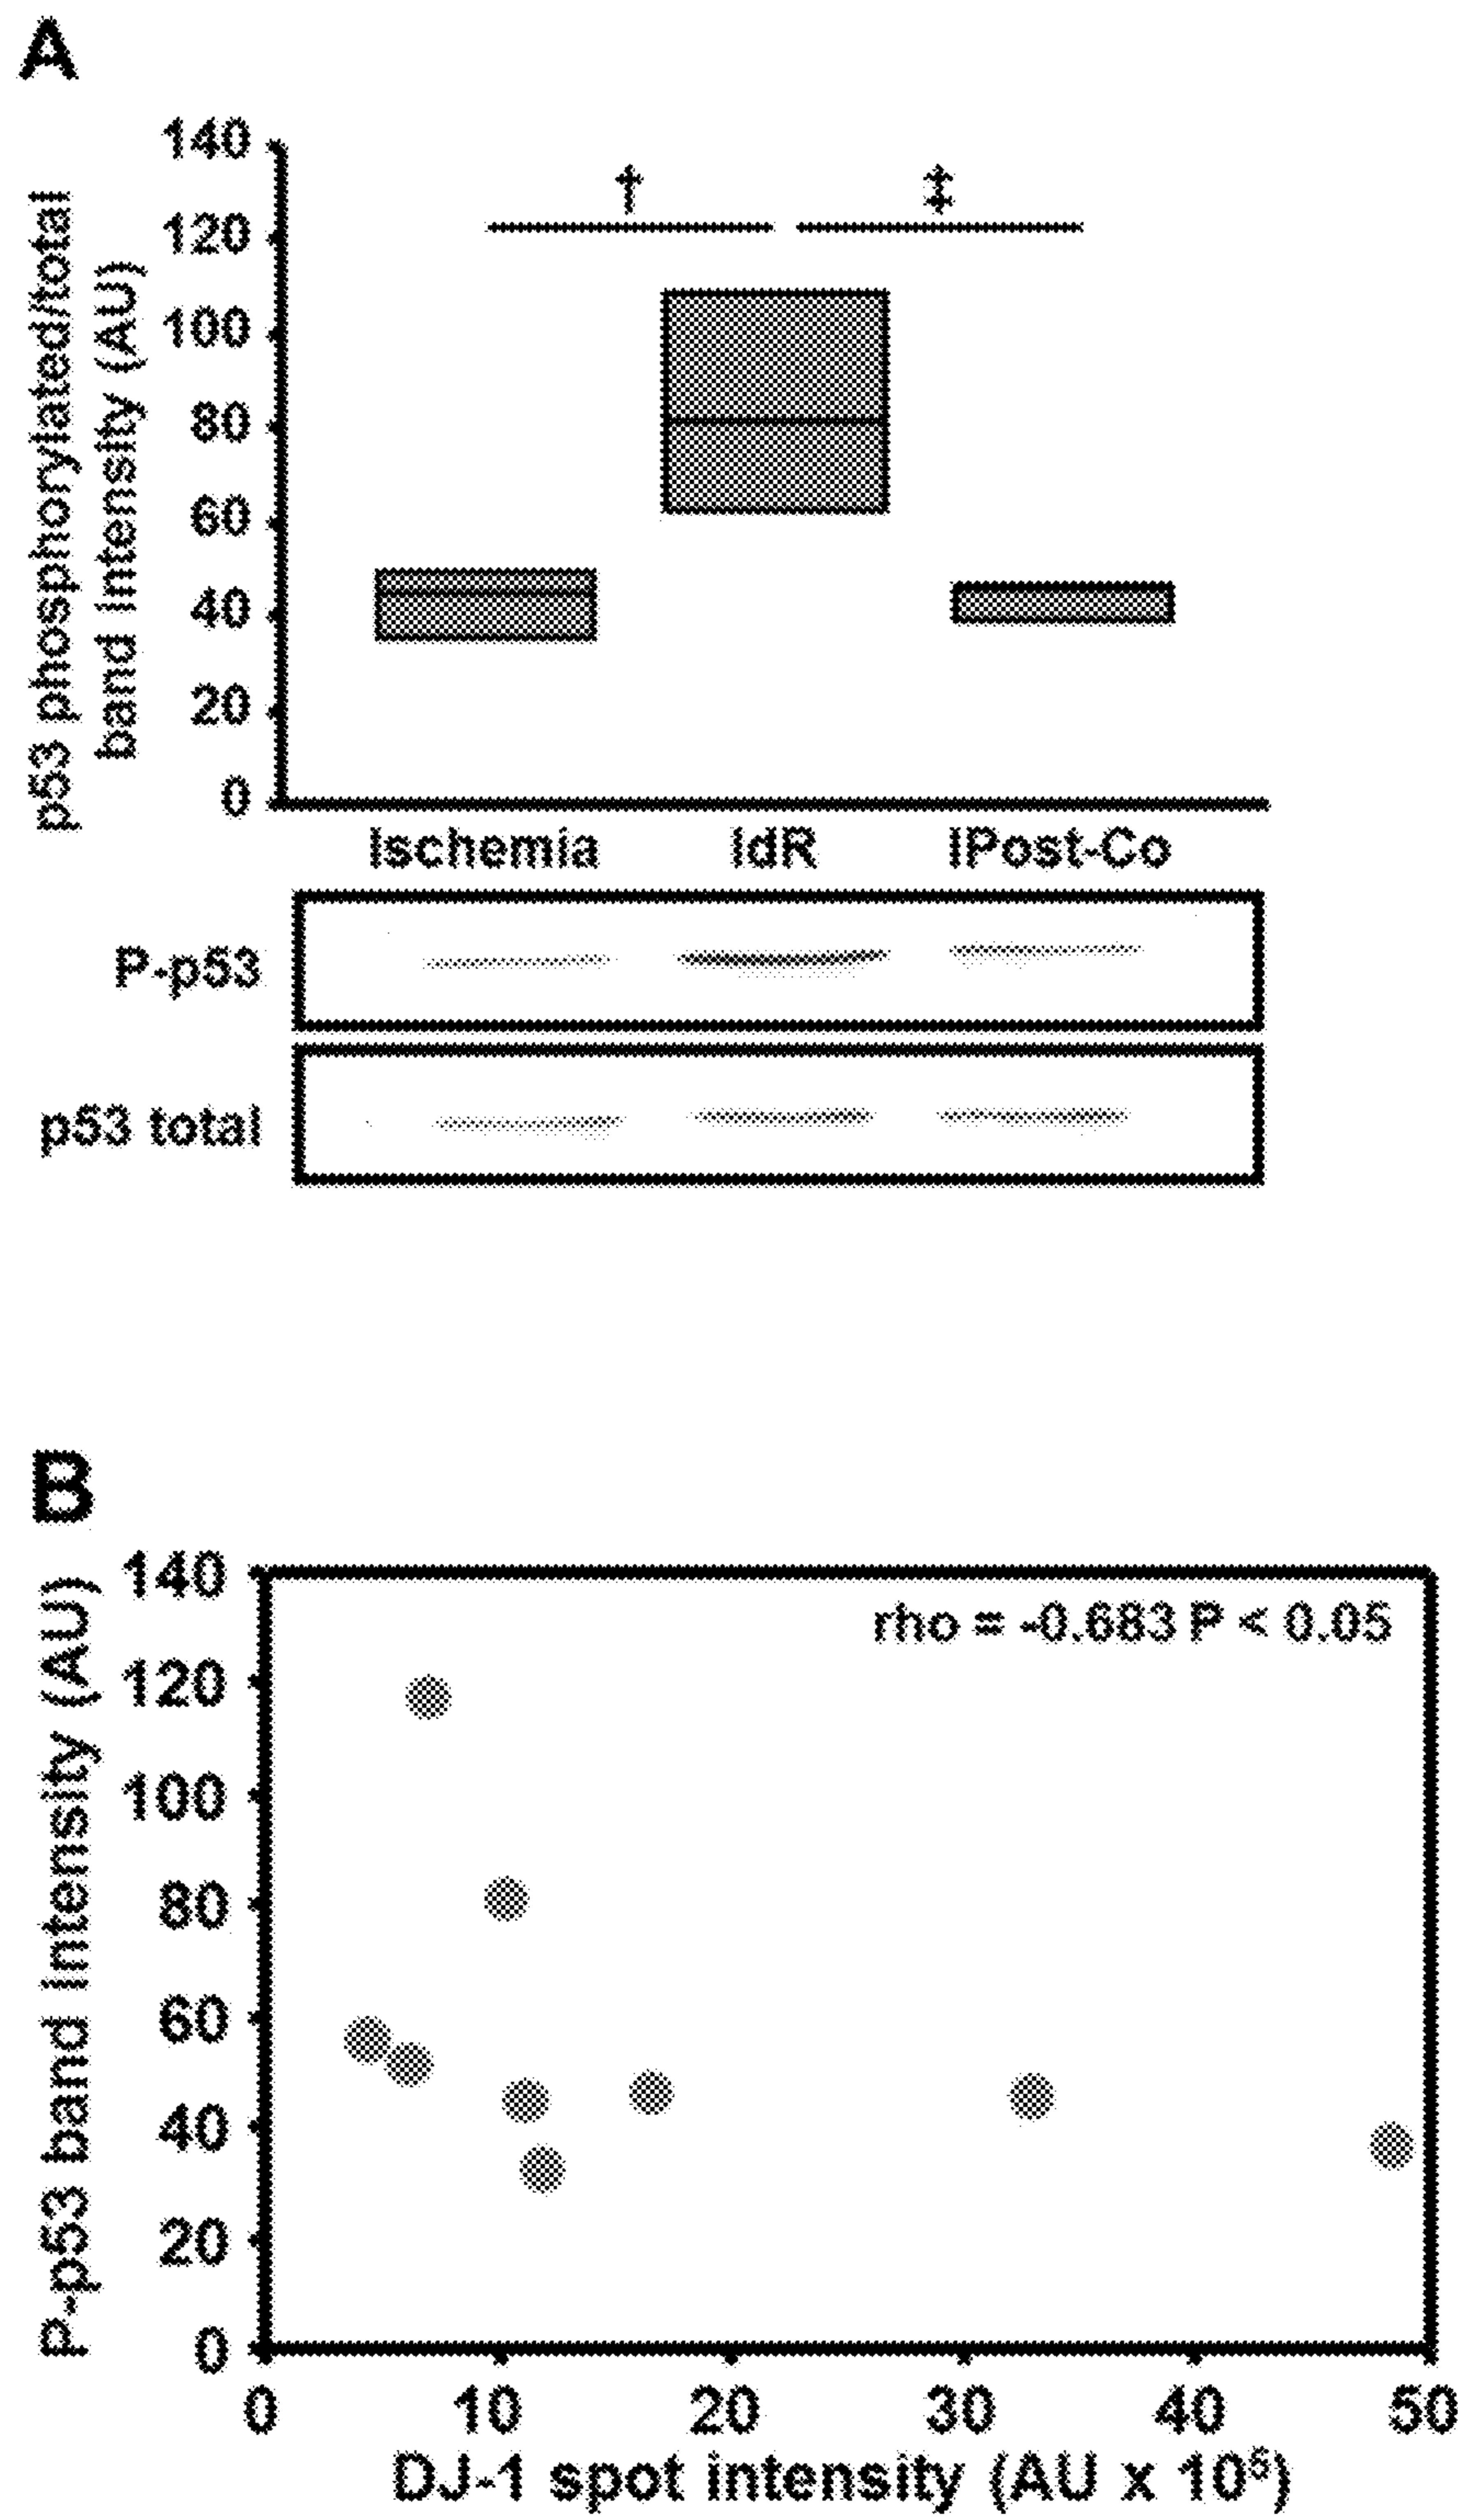 A
p53 phosphorylated/total
band intensity (AU)
140
120
100
80
60
40
20
0
†
‡
Ischemia IdR IPost-Co
P-p53
p53 total
B
P-p53 band intensity (AU)
140
120
100
80
60
40
20
0
rho = -0.683 P < 0.05
0 10 20 30 40 50
DJ-1 spot intensity (AU x 10⁵)